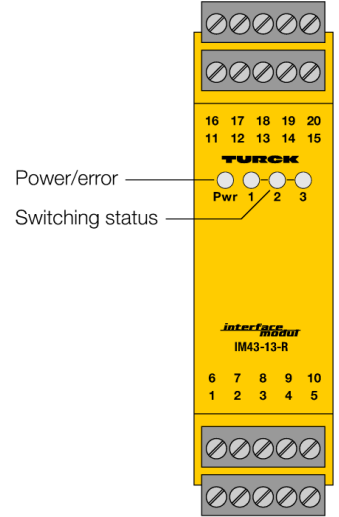 16 17 18 19 20
11 12 13 14 15
TURCK
Power/error
Pwr 1 2 3
Switching status
interface
modul
IM43-13-R
6 7 8 9 10
1 2 3 4 5